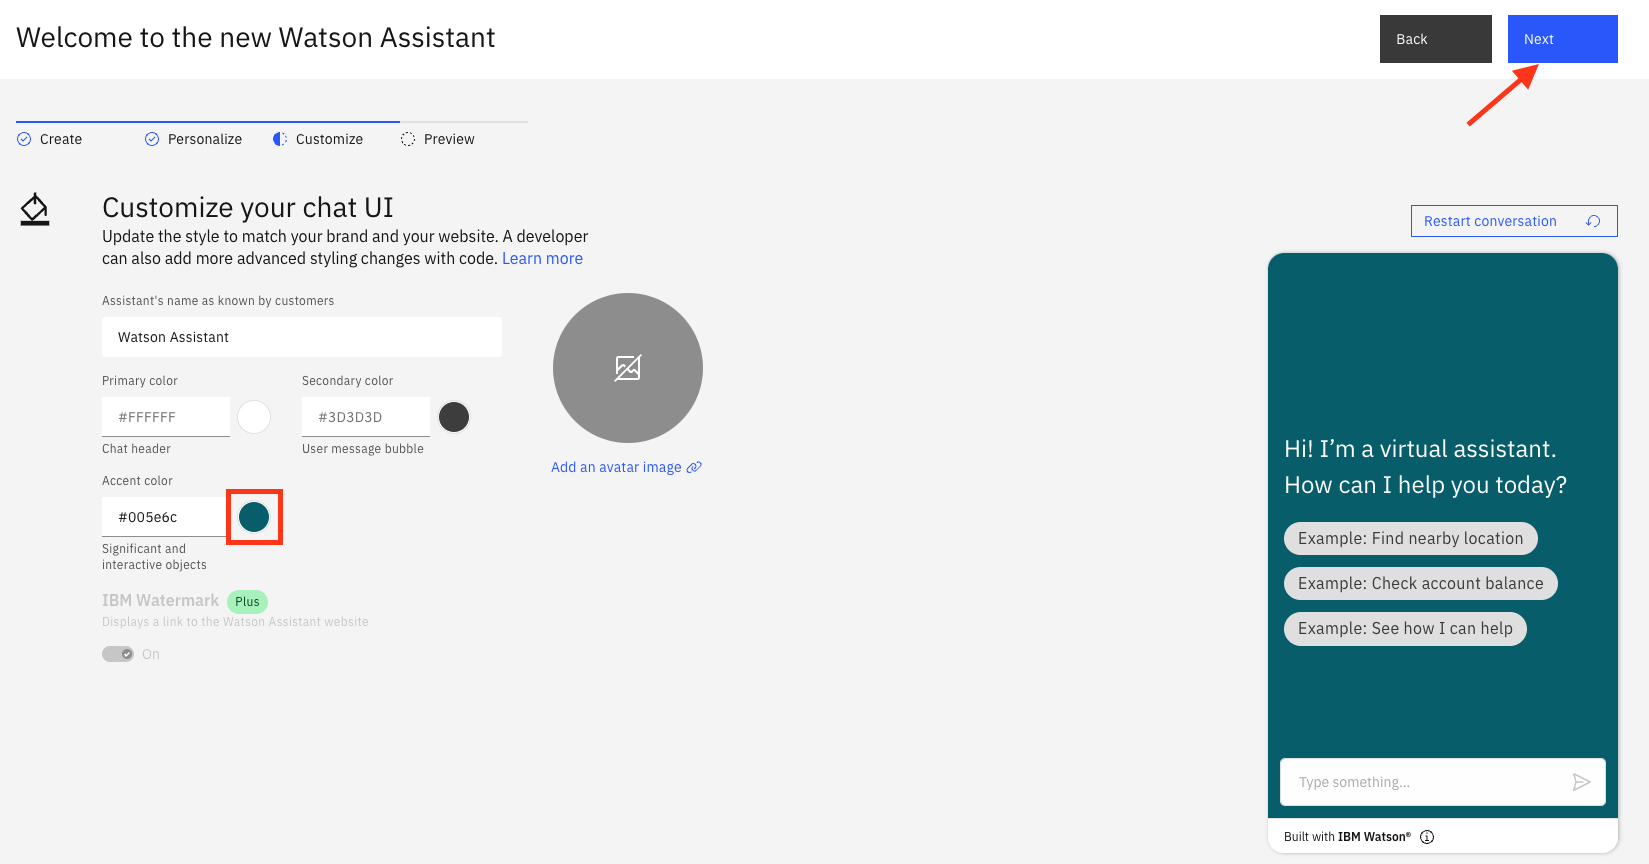 Welcome to the new Watson Assistant
Back
Next
Create
Personalize
Customize
Preview
Customize your chat UI
Update the style to match your brand and your website. A developer
can also add more advanced styling changes with code. Learn more
Restart conversation
Assistant's name as known by customers
Watson Assistant
Primary color
Secondary color
#FFFFFF
#3D3D3D
Chat header
User message bubble
Add an avatar image
Accent color
#005e6c
Significant and
interactive objects
IBM Watermark Plus
Displays a link to the Watson Assistant website
On
Hi! I’m a virtual assistant.
How can I help you today?
Example: Find nearby location
Example: Check account balance
Example: See how I can help
Type something...
Built with IBM Watson®